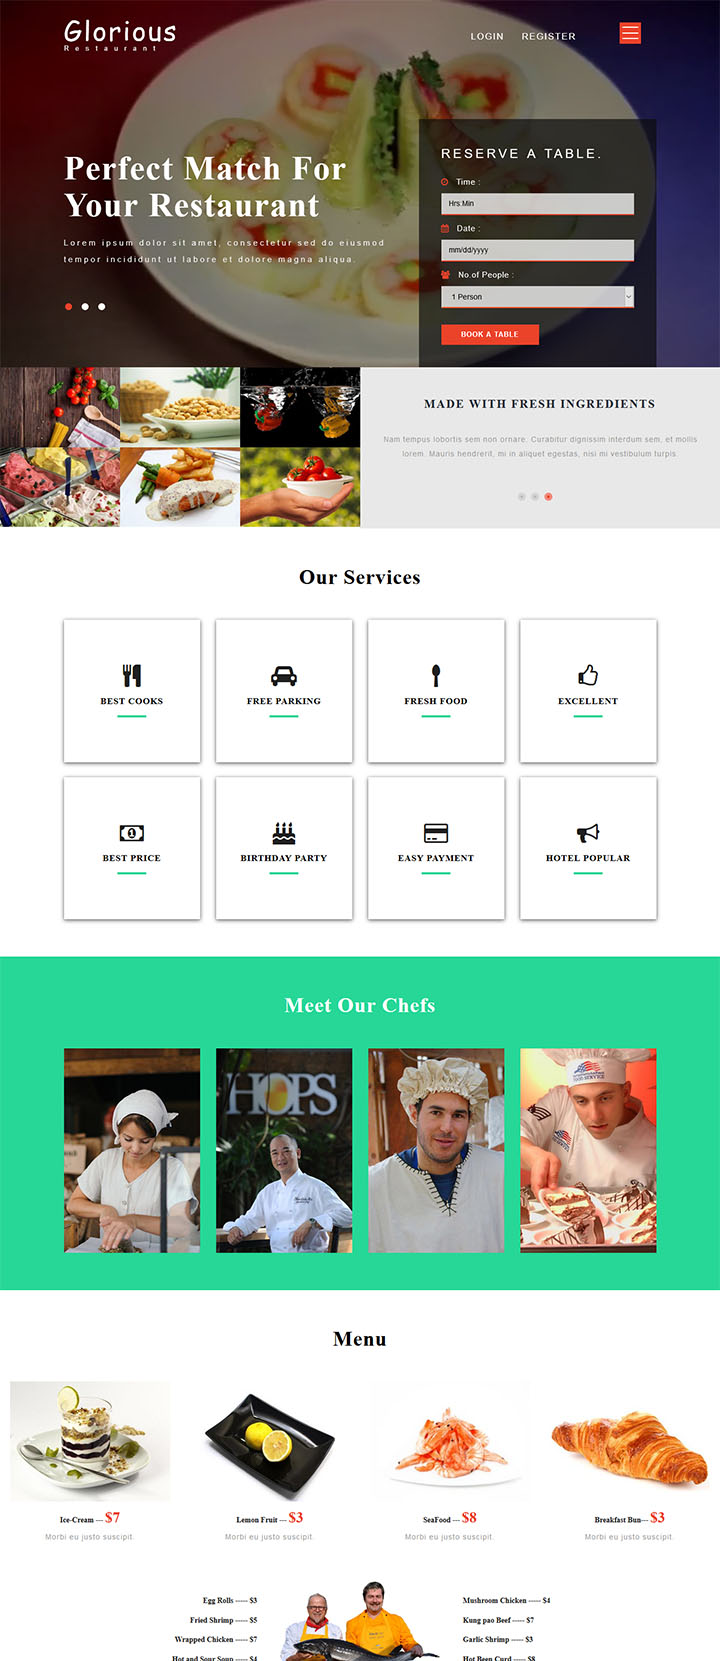 Glorious
Restaurant
LOGIN REGISTER
Perfect Match For
Your Restaurant
Lorem ipsum dolor sit amet, consectetur sed do eiusmod
tempor incididunt ut labore et dolore magna aliqua.
RESERVE A TABLE.
Time :
Hrs:Min
Date :
mm/dd/yyyy
No.of People :
1 Person
BOOK A TABLE
MADE WITH FRESH INGREDIENTS
Nam tempus lobortis sem non ornare. Curabitur dignissim interdum sem, et mollis
lorem. Mauris hendrerit, mi in aliquet egestas, nisi mi vestibulum turpis.
Our Services
BEST COOKS
FREE PARKING
FRESH FOOD
EXCELLENT
BEST PRICE
BIRTHDAY PARTY
EASY PAYMENT
HOTEL POPULAR
Meet Our Chefs
HOPS
Menu
Ice-Cream --- $7
Morbi eu justo suscipit.
Lemon Fruit --- $3
Morbi eu justo suscipit.
SeaFood --- $8
Morbi eu justo suscipit.
Breakfast Bun--- $3
Morbi eu justo suscipit.
Egg Rolls ----- $3
Fried Shrimp ----- $5
Wrapped Chicken ----- $7
Hot and Sour Soup ----- $4
Mushroom Chicken ----- $4
Kung pao Beef ----- $7
Garlic Shrimp ----- $3
Hot Been Curd ----- $8